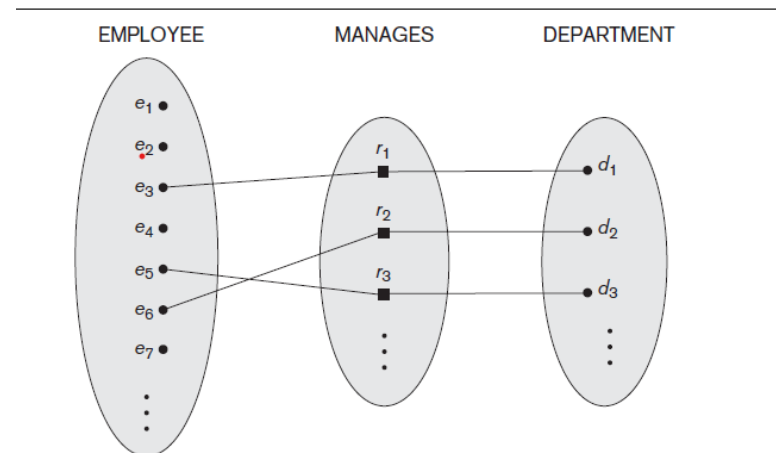 EMPLOYEE MANAGES DEPARTMENT
e1
e2
e3
e4
e5
e6
e7
r1
r2
r3
d1
d2
d3